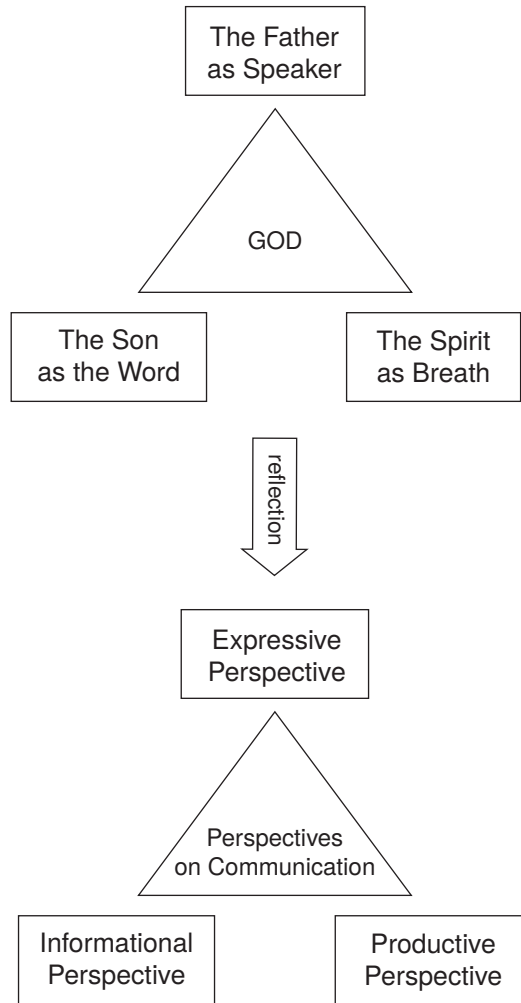 The Father
as Speaker
GOD
The Son
as the Word
The Spirit
as Breath
reflection
Expressive
Perspective
Perspectives
on Communication
Informational
Perspective
Productive
Perspective